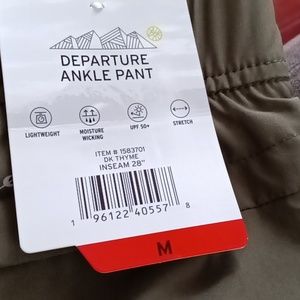 DEPARTURE
ANKLE PANT
LIGHTWEIGHT
MOISTURE
WICKING
UPF 50+
STRETCH
ITEM # 1583701
DK THYME
INSEAM 28"
1 96122 40557 8
M